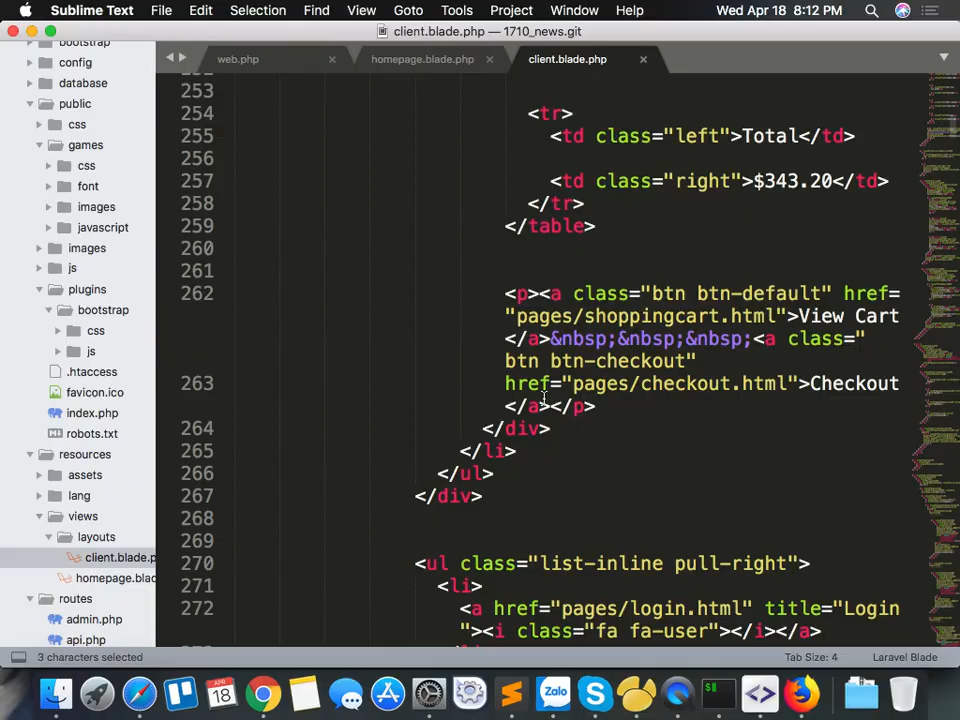 Sublime Text File Edit Selection Find Goto Tools Project Window Help Wed Apr 18 8:12 PM
client.blade.php — 1710_news.git
bootstrap
config
database
public
css
games
css
font
images
javascript
images
js
plugins
bootstrap
css
js
.htaccess
favicon.ico
index.php
robots.txt
resources
assets
lang
views
layouts
client.blade.p
homepage.blad
routes
admin.php
api.php
web.php homepage.blade.php client.blade.php
253
254 <tr>
255 <td class="left">Total</td>
256
257 <td class="right">$343.20</td>
258 </tr>
259 </table>
260
261
262 <p><a class="btn btn-default" href=
"pages/shoppingcart.html">View Cart
</a>&nbsp;&nbsp;&nbsp;<a class="
btn btn-checkout"
263 href="pages/checkout.html">Checkout
</a></p>
264 </div>
265 </li>
266 </ul>
267 </div>
268
269
270 <ul class="list-inline pull-right">
271 <li>
272 <a href="pages/login.html" title="Login
"><i class="fa fa-user"></i></a>
3 characters selected Tab Size: 4 Laravel Blade
APR
18
Zalo